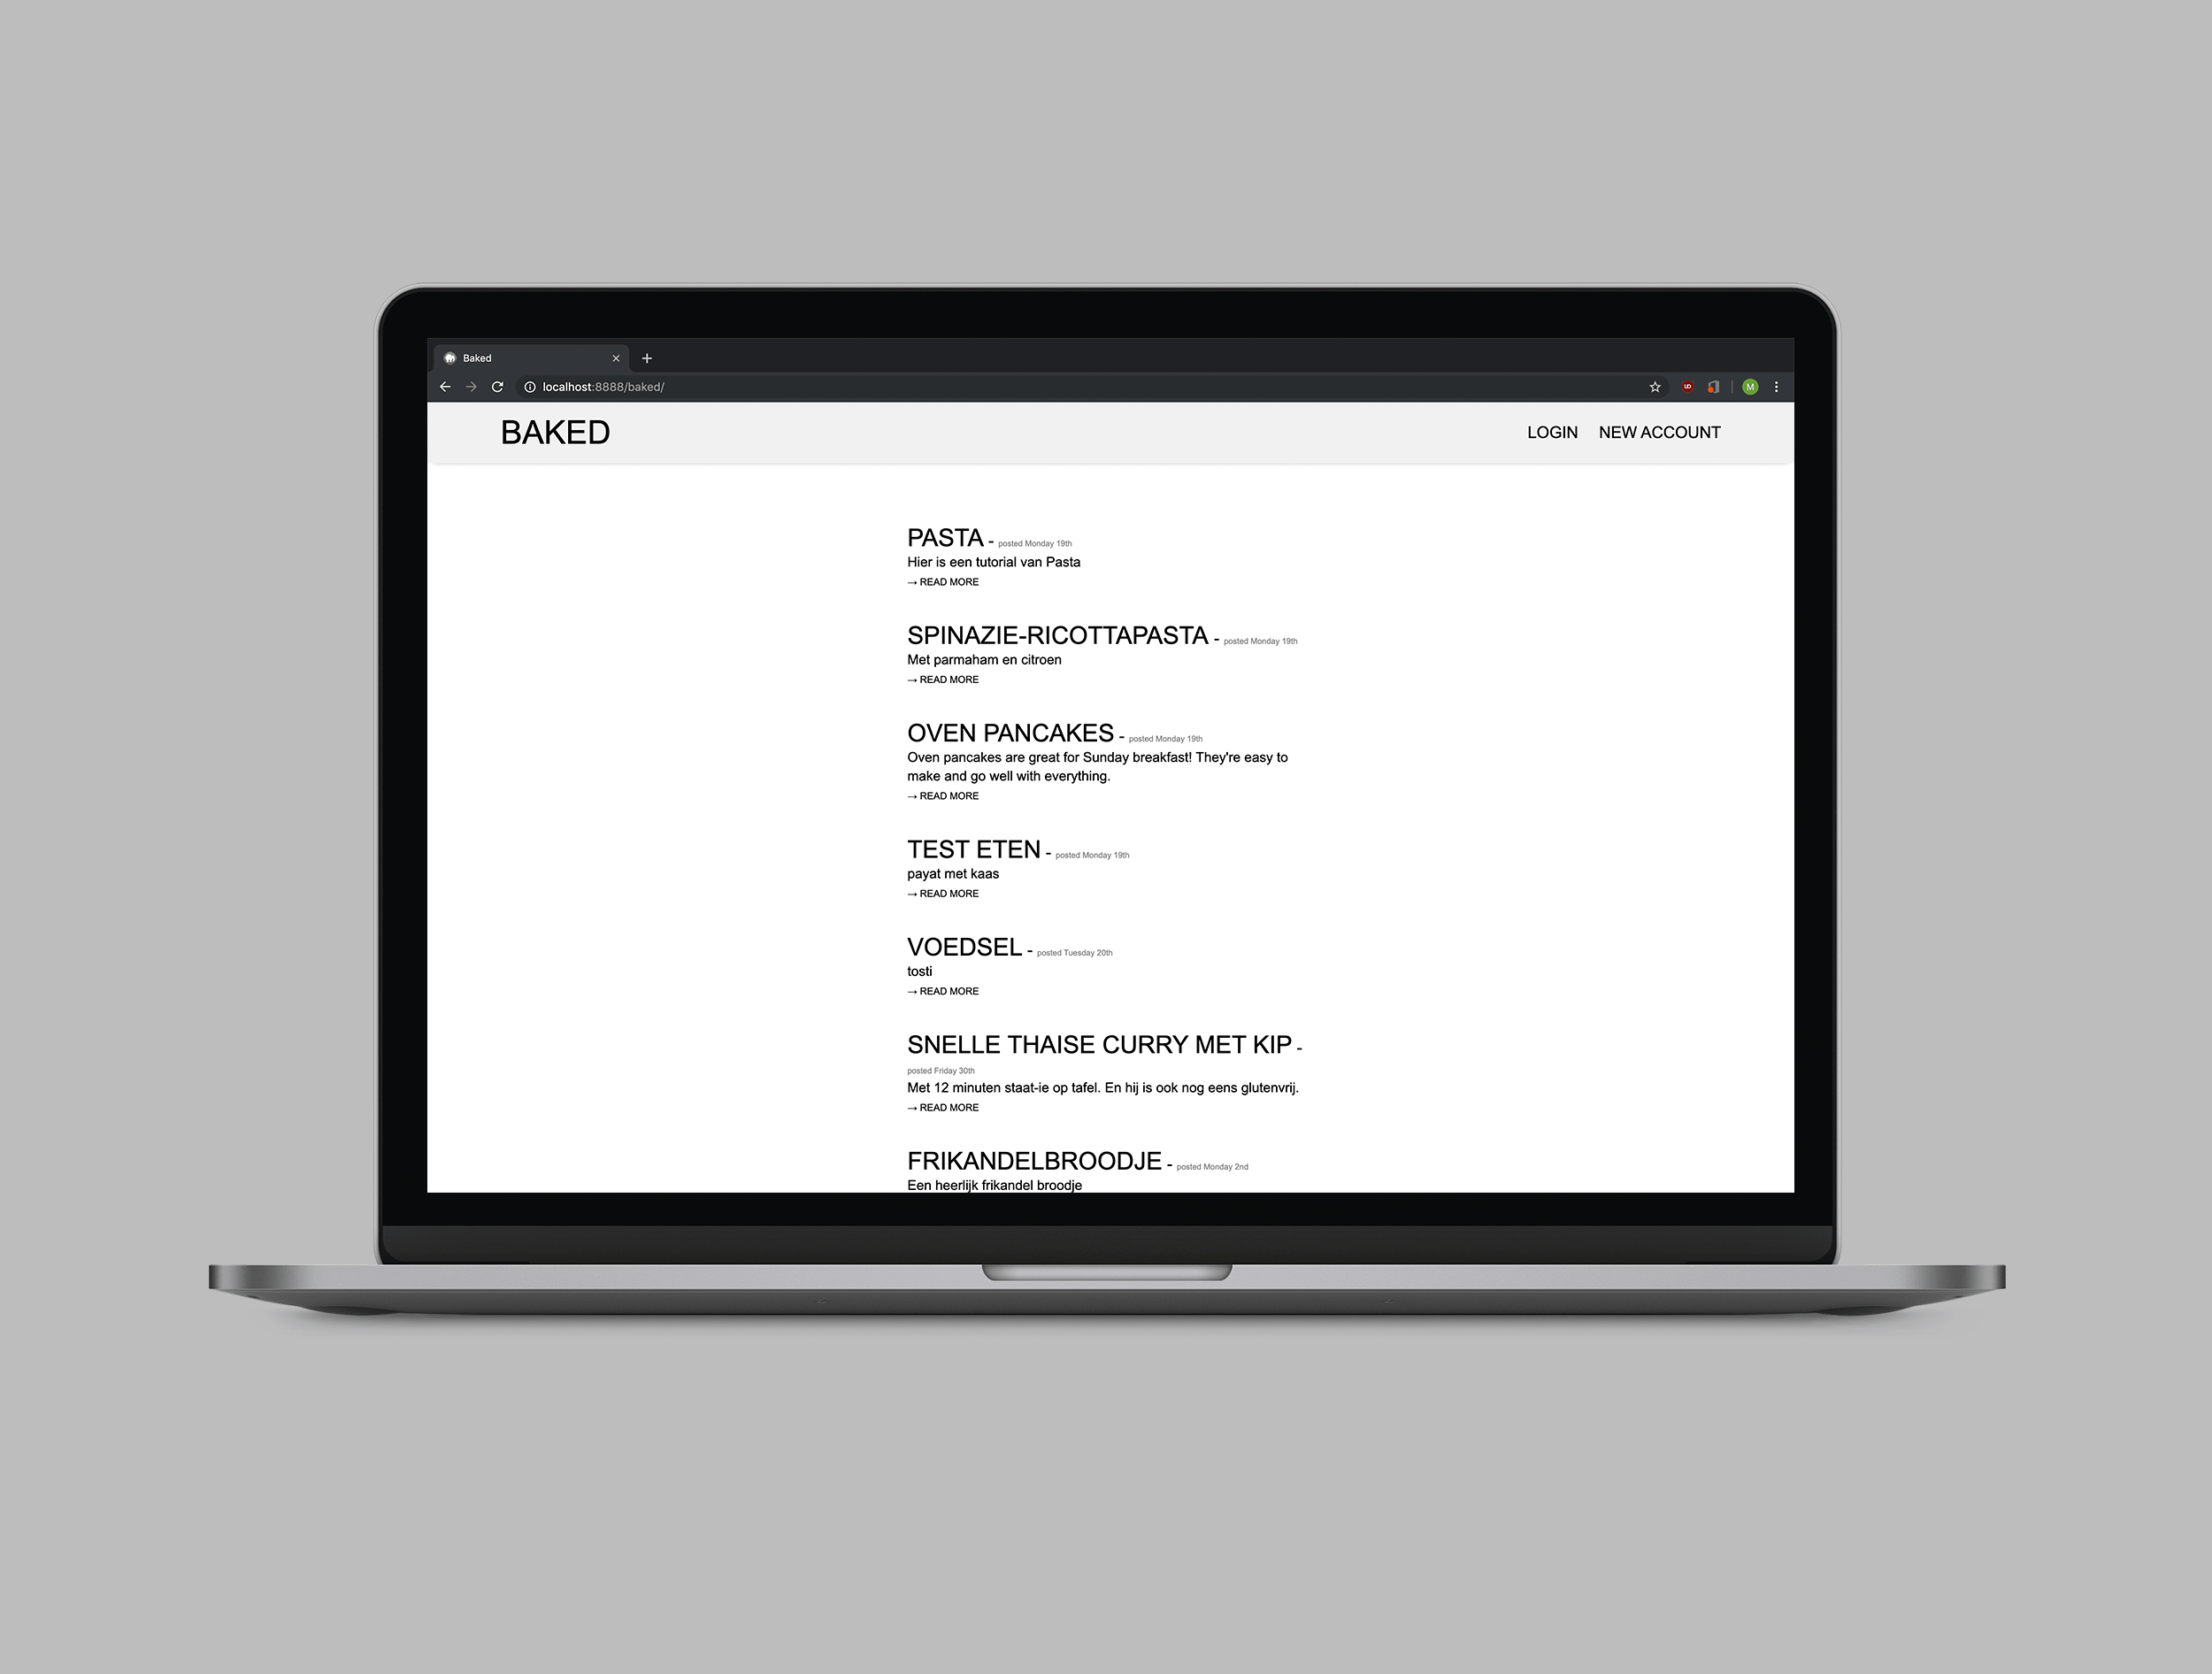 Baked
localhost:8888/baked/
M
BAKED
LOGIN NEW ACCOUNT
PASTA - posted Monday 19th
Hier is een tutorial van Pasta
→ READ MORE
SPINAZIE-RICOTTAPASTA - posted Monday 19th
Met parmaham en citroen
→ READ MORE
OVEN PANCAKES - posted Monday 19th
Oven pancakes are great for Sunday breakfast! They're easy to
make and go well with everything.
→ READ MORE
TEST ETEN - posted Monday 19th
payat met kaas
→ READ MORE
VOEDSEL - posted Tuesday 20th
tosti
→ READ MORE
SNELLE THAISE CURRY MET KIP -
posted Friday 30th
Met 12 minuten staat-ie op tafel. En hij is ook nog eens glutenvrij.
→ READ MORE
FRIKANDELBROODJE - posted Monday 2nd
Een heerlijk frikandel broodje